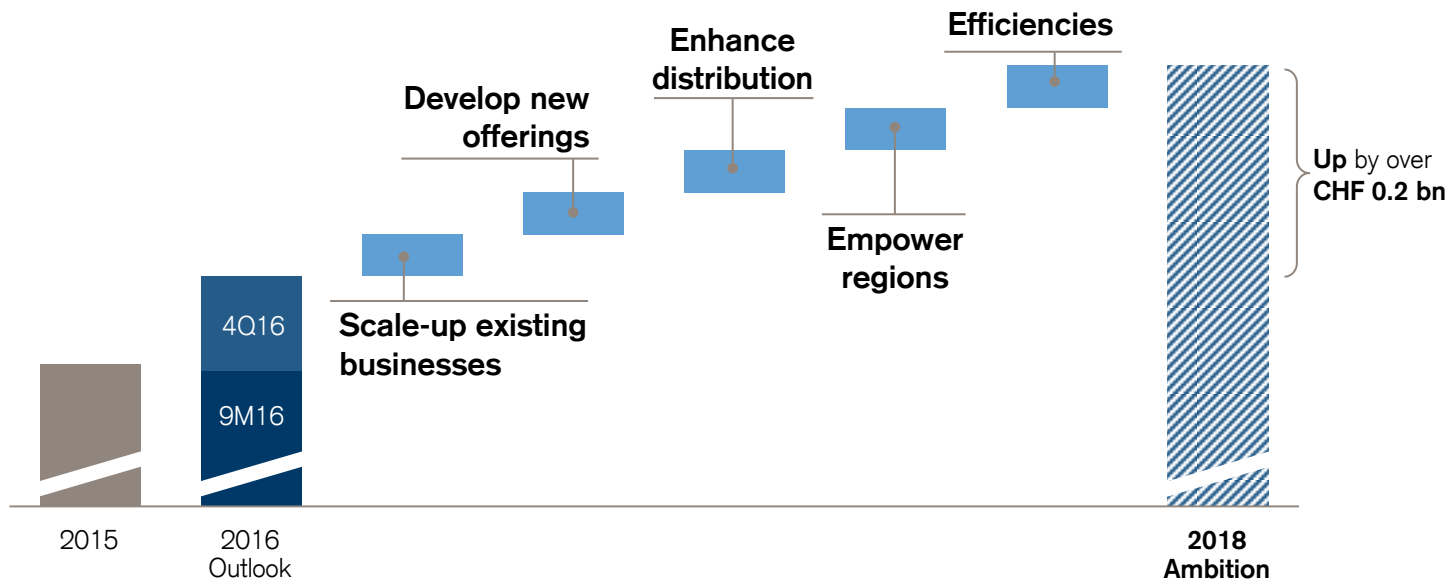 Efficiencies
Enhance
distribution
Develop new
offerings
Up by over
CHF 0.2 bn
Empower
regions
Scale-up existing
businesses
4Q16
9M16
2015
2016
Outlook
2018
Ambition